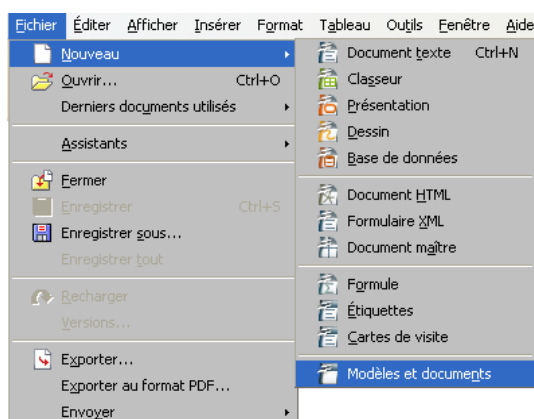 Fichier Éditer Afficher Insérer Format Tableau Outils Fenêtre Aide
Nouveau
Ouvrir... Ctrl+O
Derniers documents utilisés
Assistants
Fermer
Enregistrer Ctrl+S
Enregistrer sous...
Enregistrer tout
Recharger
Versions...
Exporter...
Exporter au format PDF...
Envoyer
Document texte Ctrl+N
Classeur
Présentation
Dessin
Base de données
Document HTML
Formulaire XML
Document maître
Formule
Étiquettes
Cartes de visite
Modèles et documents